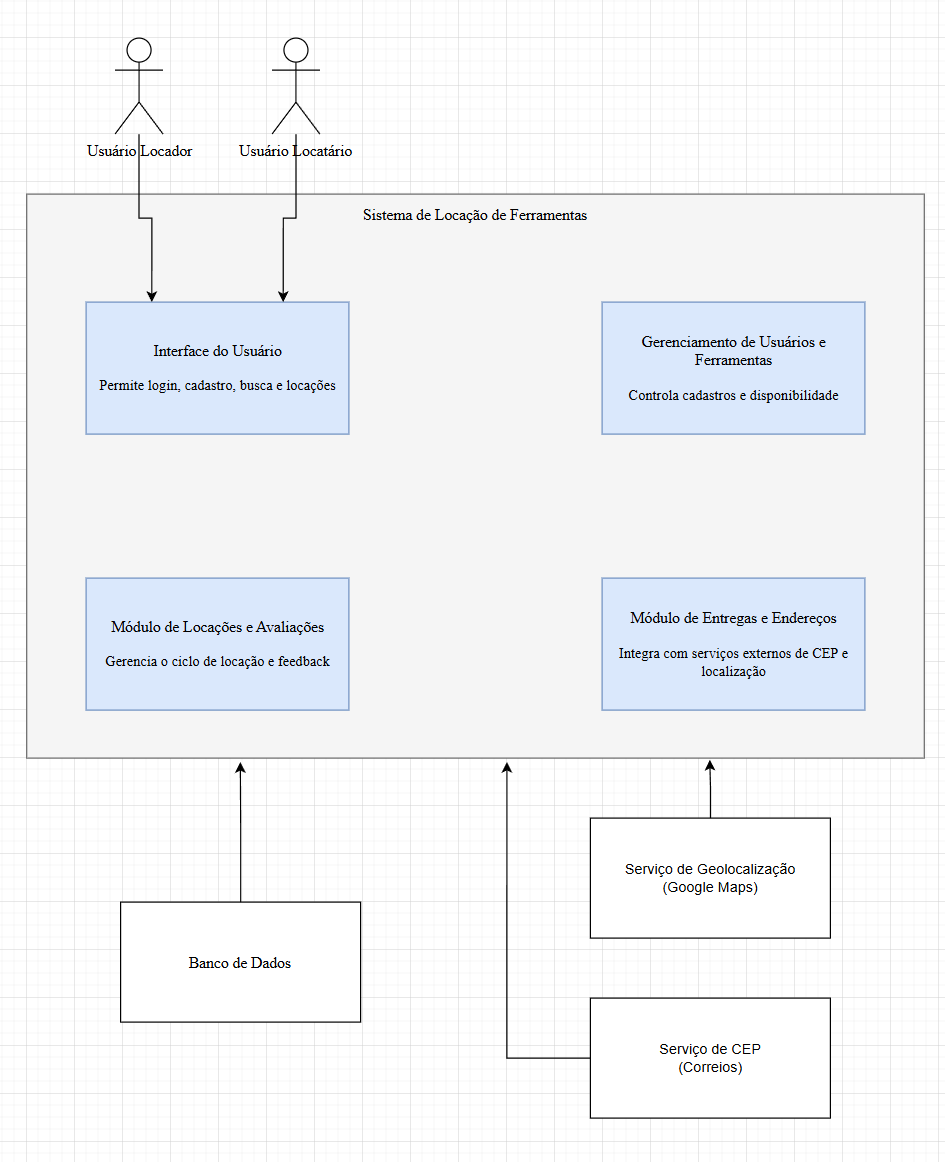 Usuário Locador
Usuário Locatário
Sistema de Locação de Ferramentas
Interface do Usuário
Permite login, cadastro, busca e locações
Gerenciamento de Usuários e
Ferramentas
Controla cadastros e disponibilidade
Módulo de Locações e Avaliações
Gerencia o ciclo de locação e feedback
Módulo de Entregas e Endereços
Integra com serviços externos de CEP e
localização
Serviço de Geolocalização
(Google Maps)
Banco de Dados
Serviço de CEP
(Correios)